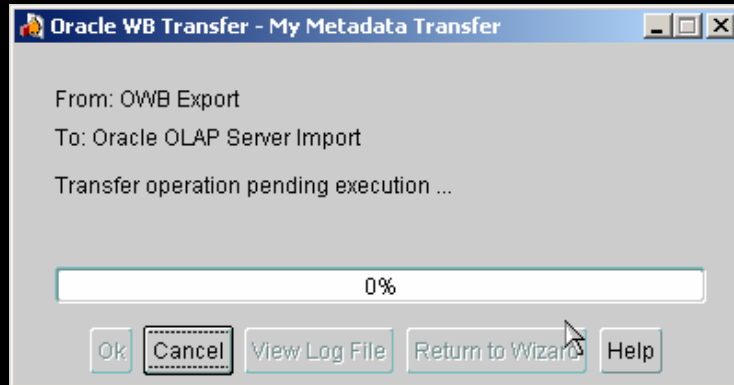 Oracle WB Transfer - My Metadata Transfer
From: OWB Export
To: Oracle OLAP Server Import
Transfer operation pending execution ...
0%
Ok Cancel View Log File Return to Wizard Help